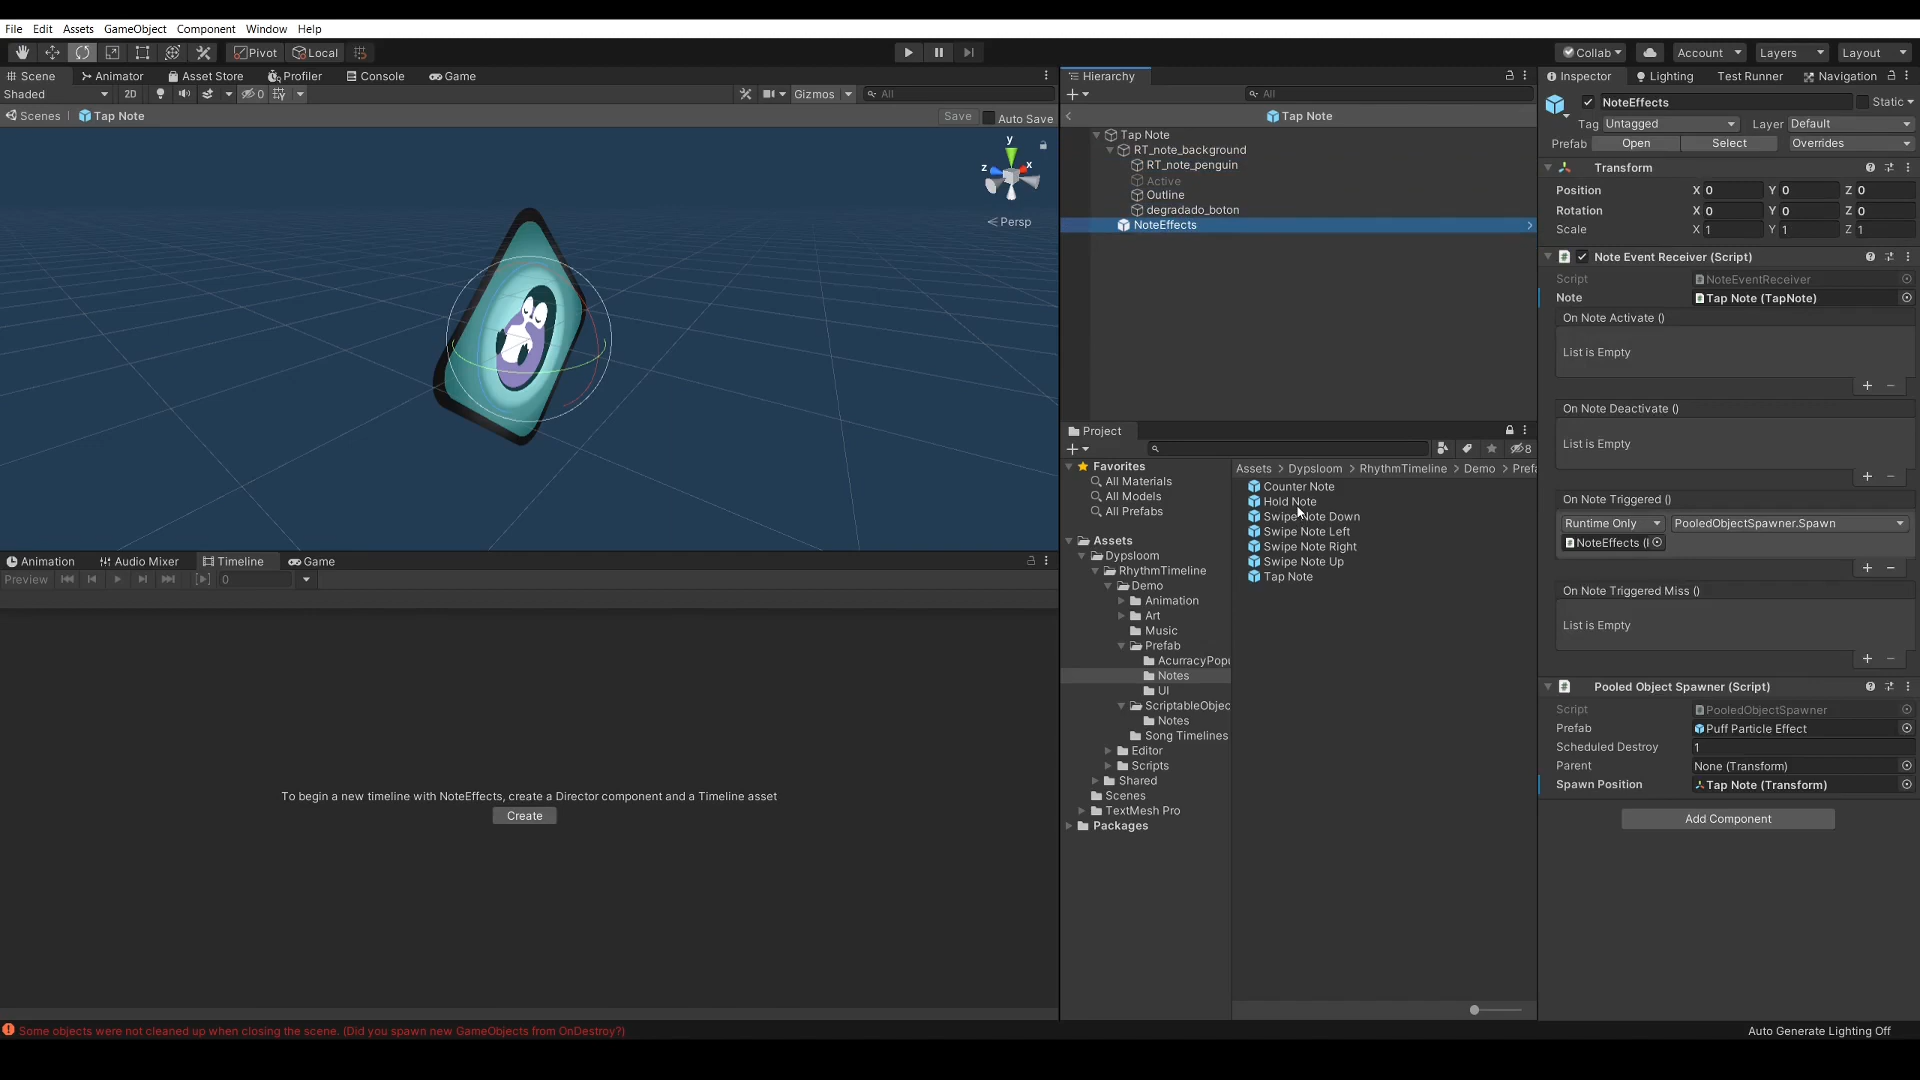 File Edit Assets GameObject Component Window Help
Pivot Local
Collab Account Layers Layout
Scene Animator Asset Store Profiler Console Game
Shaded 2D 0 Gizmos All
Scenes Tap Note Save Auto Save
y
z x
Persp
Hierarchy
All
Tap Note
Tap Note
RT_note_background
RT_note_penguin
Active
Outline
degradado_boton
NoteEffects
Project
8
Favorites
All Materials
All Models
All Prefabs
Assets
Dypsloom
RhythmTimeline
Demo
Animation
Art
Music
Prefab
AcurracyPopu
Notes
UI
ScriptableObjec
Notes
Song Timelines
Editor
Scripts
Shared
Scenes
TextMesh Pro
Packages
Assets > Dypsloom > RhythmTimeline > Demo > Prefa
Counter Note
Hold Note
Swipe Note Down
Swipe Note Left
Swipe Note Right
Swipe Note Up
Tap Note
Inspector Lighting Test Runner Navigation
NoteEffects Static
Tag Untagged Layer Default
Prefab Open Select Overrides
Transform
Position X 0 Y 0 Z 0
Rotation X 0 Y 0 Z 0
Scale X 1 Y 1 Z 1
Note Event Receiver (Script)
Script NoteEventReceiver
Note Tap Note (TapNote)
On Note Activate ()
List is Empty
On Note Deactivate ()
List is Empty
On Note Triggered ()
Runtime Only PooledObjectSpawner.Spawn
NoteEffects (
On Note Triggered Miss ()
List is Empty
Pooled Object Spawner (Script)
Script PooledObjectSpawner
Prefab Puff Particle Effect
Scheduled Destroy 1
Parent None (Transform)
Spawn Position Tap Note (Transform)
Add Component
Animation Audio Mixer Timeline Game
Preview 0
To begin a new timeline with NoteEffects, create a Director component and a Timeline asset
Create
Some objects were not cleaned up when closing the scene. (Did you spawn new GameObjects from OnDestroy?)
Auto Generate Lighting Off